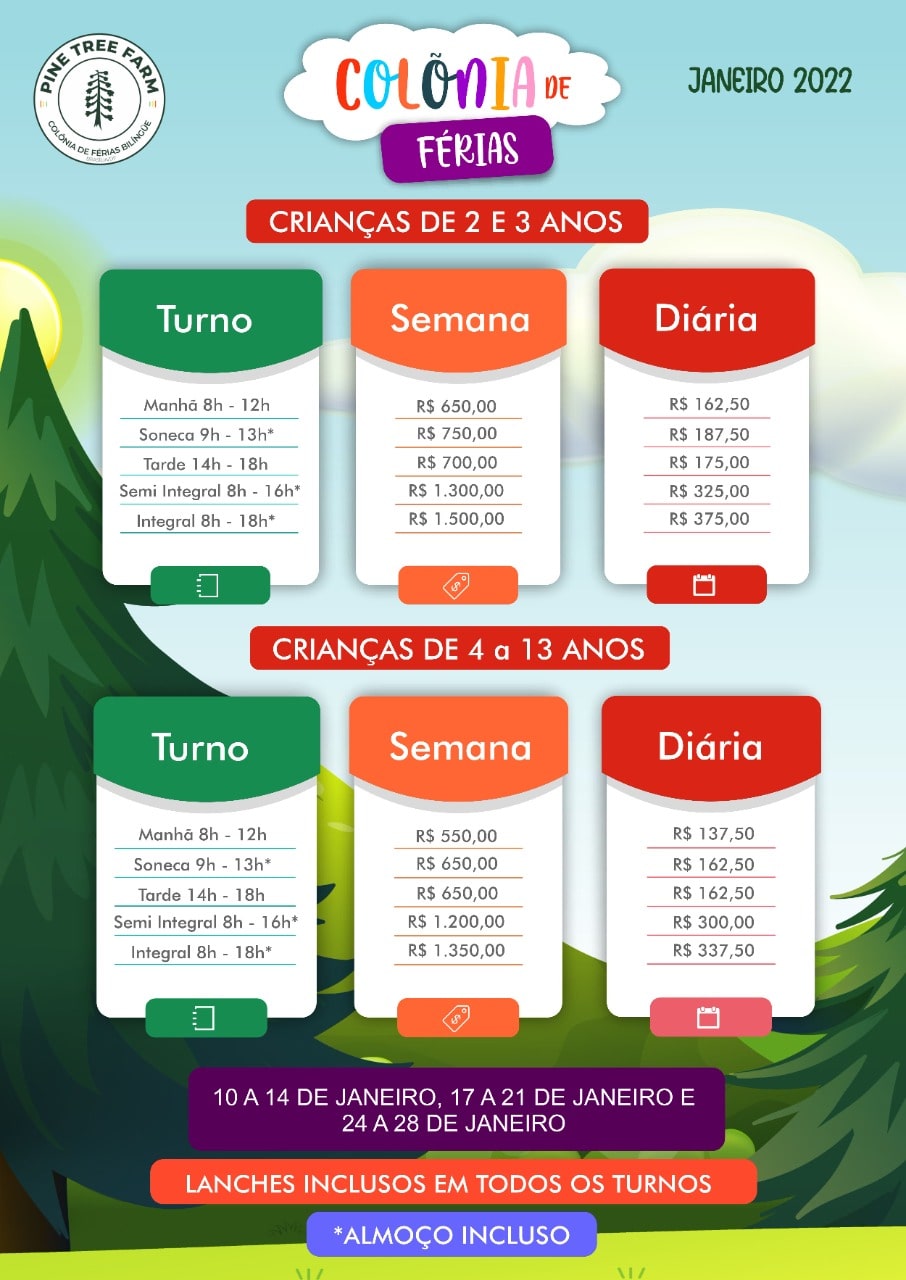 PINE TREE FARM
COLÔNIA DE FÉRIAS BILÍNGÜE
COLÕNIA DE
FÉRIAS
JANEIRO 2022
CRIANÇAS DE 2 E 3 ANOS
Turno
Semana
Diária
Manhã 8h - 12h
R$ 650,00
R$ 162,50
Soneca 9h - 13h*
R$ 750,00
R$ 187,50
Tarde 14h - 18h
R$ 700,00
R$ 175,00
Semi Integral 8h - 16h*
R$ 1.300,00
R$ 325,00
Integral 8h - 18h*
R$ 1.500,00
R$ 375,00
CRIANÇAS DE 4 a 13 ANOS
Turno
Semana
Diária
Manhã 8h - 12h
R$ 550,00
R$ 137,50
Soneca 9h - 13h*
R$ 650,00
R$ 162,50
Tarde 14h - 18h
R$ 650,00
R$ 162,50
Semi Integral 8h - 16h*
R$ 1.200,00
R$ 300,00
Integral 8h - 18h*
R$ 1.350,00
R$ 337,50
10 A 14 DE JANEIRO, 17 A 21 DE JANEIRO E
24 A 28 DE JANEIRO
LANCHES INCLUSOS EM TODOS OS TURNOS
*ALMOÇO INCLUSO